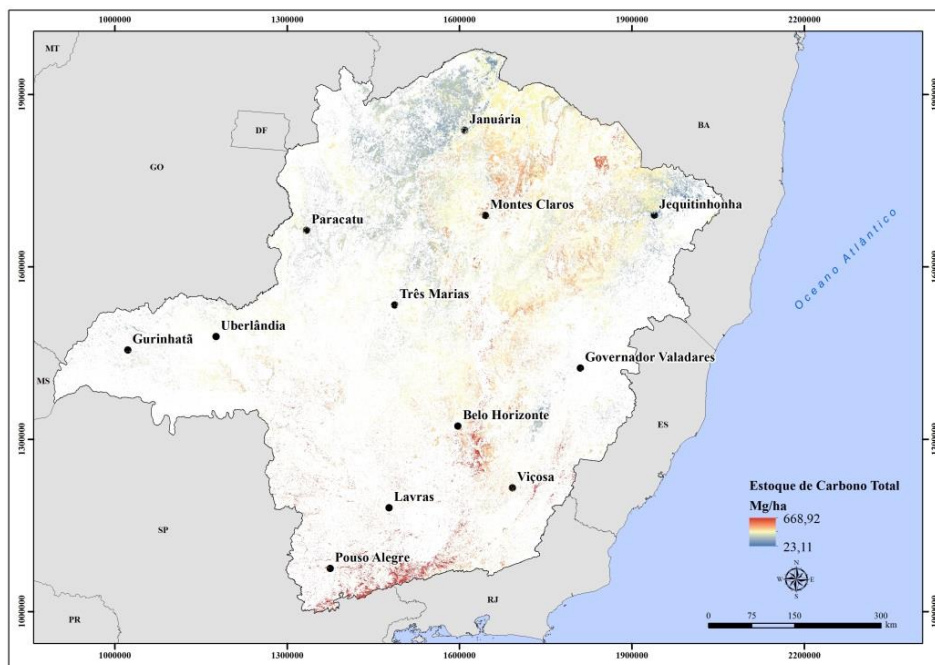 1000000 1300000 1600000 1900000 2200000
MT
1900000
1900000
BA
DF
Januária
GO
Montes Claros
Jequitinhonha
Paracatu
Oceano Atlântico
1600000
1600000
Três Marias
Uberlândia
Gurinhatã
Governador Valadares
MS
Belo Horizonte
ES
1300000
1300000
Viçosa
Estoque de Carbono Total
Mg/ha
668,92
23,11
Lavras
SP
Pouso Alegre
N
W E
S
RJ
0 75 150 300
km
PR
1000000
1000000
1000000 1300000 1600000 1900000 2200000